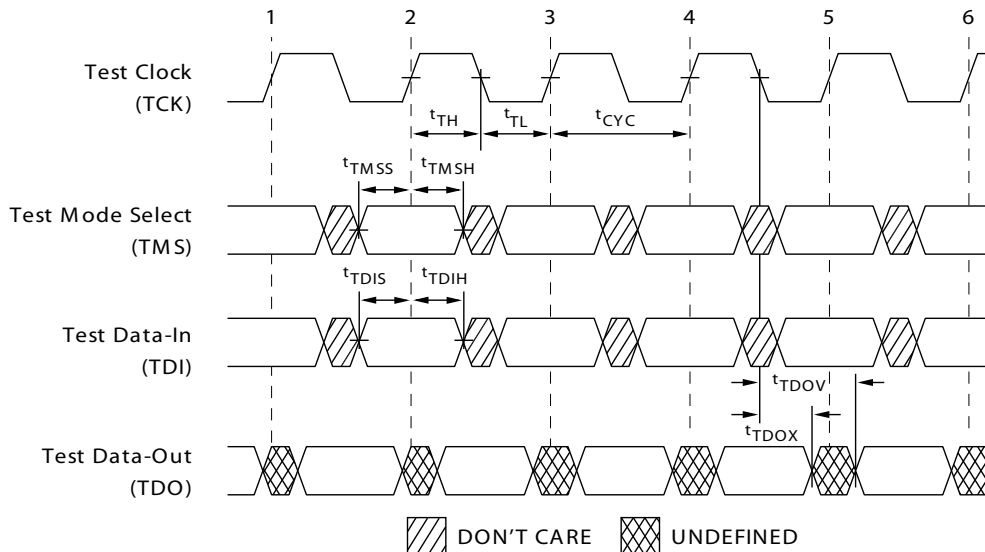 1 2 3 4 5 6
Test Clock
(TCK)
tTH tTL tCYC
tTMSS tTMSH
Test Mode Select
(TMS)
tTDIS tTDIH
Test Data-In
(TDI)
tTDOV
tTDOX
Test Data-Out
(TDO)
DON'T CARE UNDEFINED